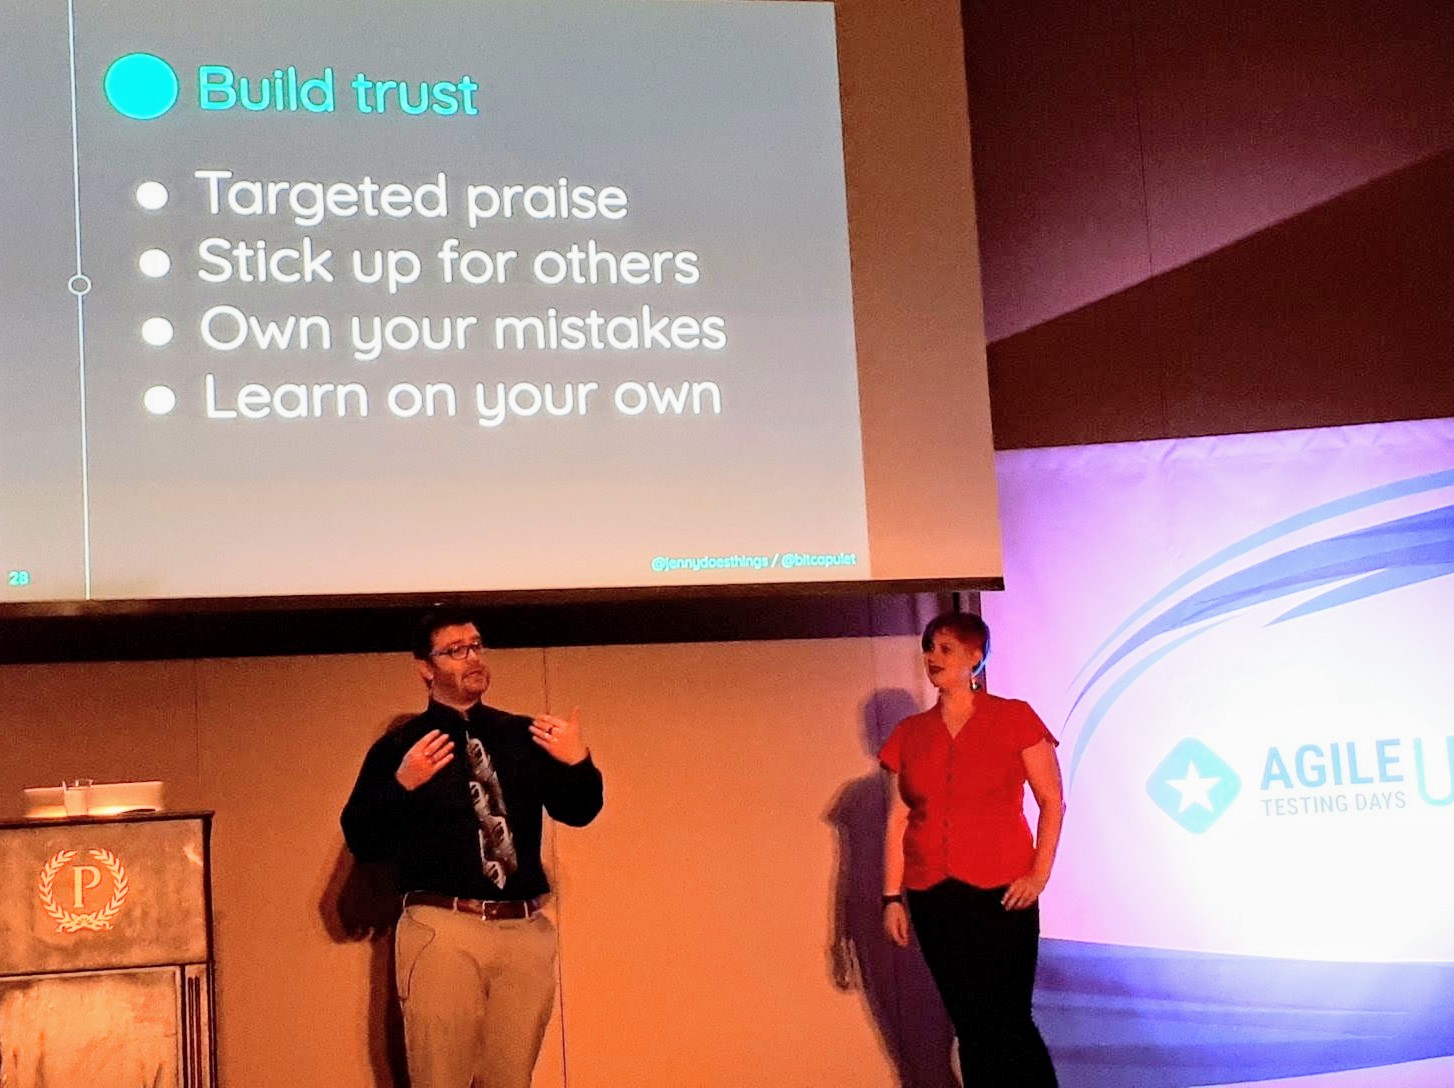 Build trust
Targeted praise
Stick up for others
Own your mistakes
Learn on your own
28
@jennydoesthings / @bitcapulet
P
AGILE U
TESTING DAYS